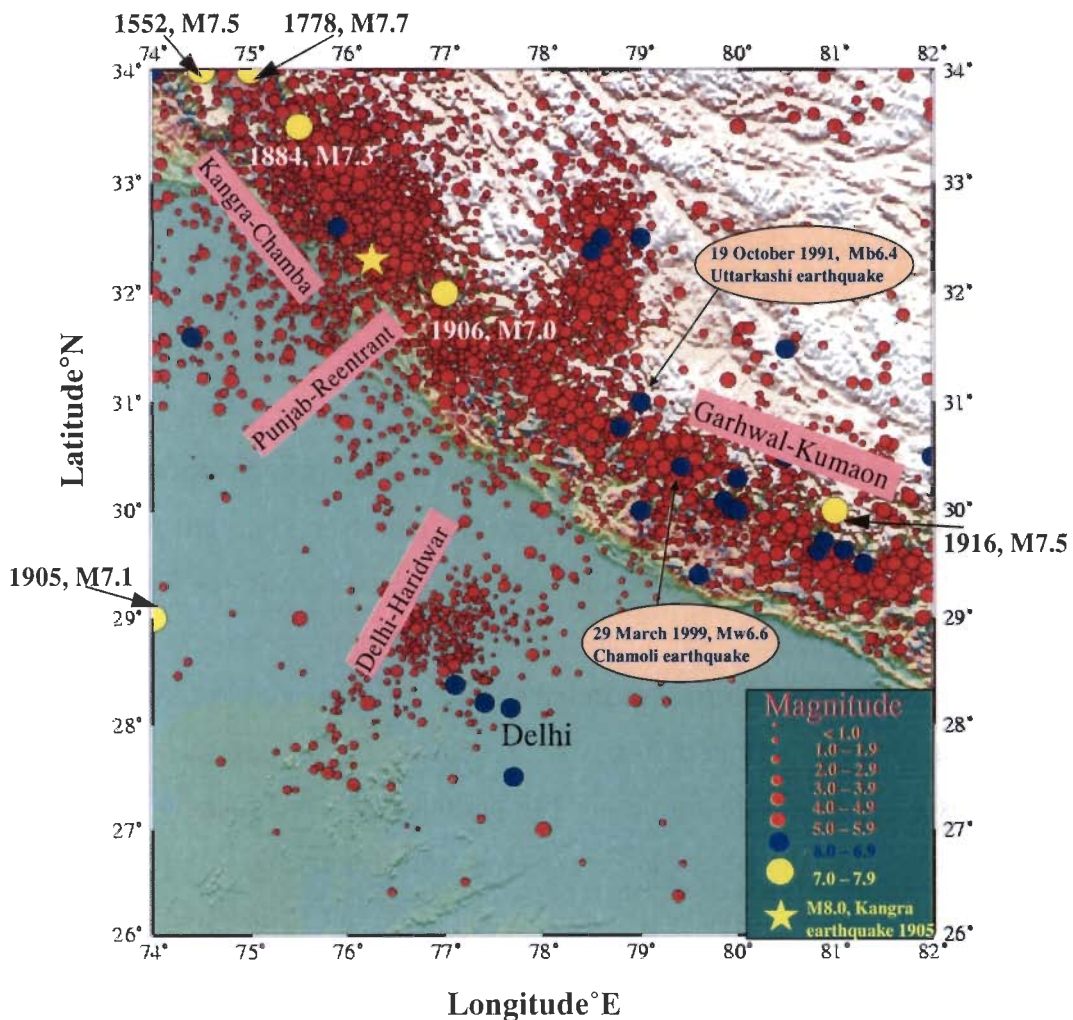 1552, M7.5
1778, M7.7
74° 75° 76° 77° 78° 79° 80° 81° 82°
34° 34°
1884, M7.3
33° 33°
Kangra-Chamba
19 October 1991, Mb6.4
Uttarkashi earthquake
32° 32°
1906, M7.0
Punjab-Reentrant
31° 31°
Garhwal-Kumaon
Latitude°N
30° 30°
1916, M7.5
Delhi-Haridwar
1905, M7.1
29° 29°
29 March 1999, Mw6.6
Chamoli earthquake
28° 28°
Delhi
Magnitude
< 1.0
1.0 – 1.9
2.0 – 2.9
3.0 – 3.9
4.0 – 4.9
5.0 – 5.9
6.0 – 6.9
7.0 – 7.9
M8.0, Kangra
earthquake 1905
27° 27°
26° 26°
74° 75° 76° 77° 78° 79° 80° 81° 82°
Longitude°E